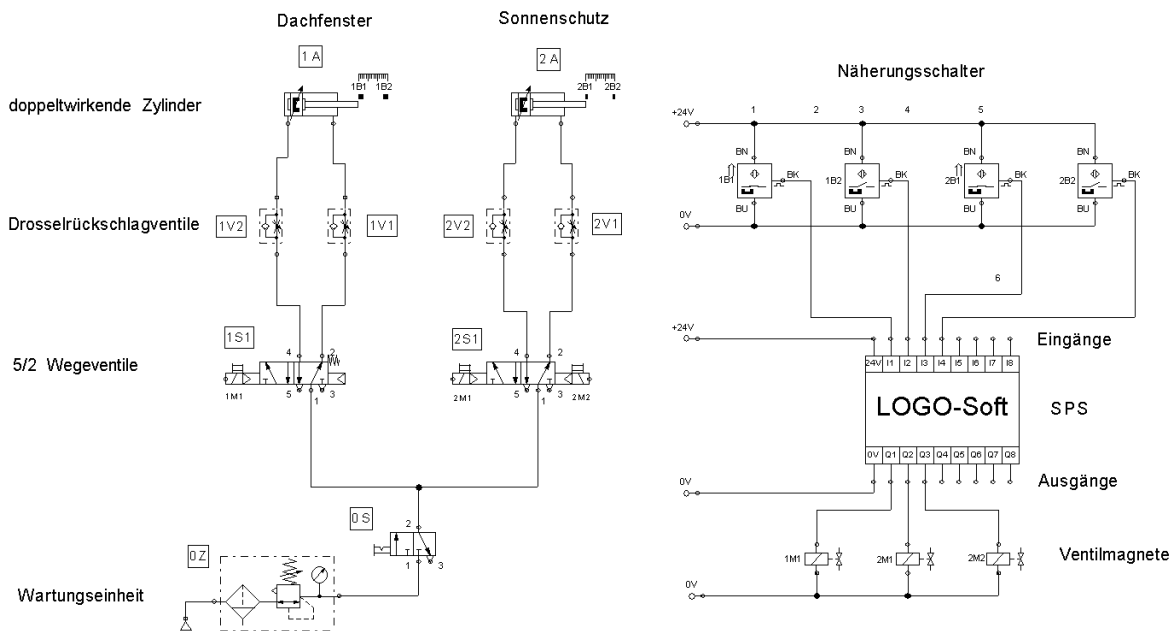 Dachfenster
Sonnenschutz
1 A
2 A
1B1
1B2
2B1
2B2
Näherungsschalter
doppeltwirkende Zylinder
+24V
1
2
3
4
5
BN
BN
BN
BN
1B1
BK
1B2
BK
2B1
BK
2B2
BK
BU
BU
BU
BU
0V
Drosselrückschlagventile
1V2
1V1
2V2
2V1
6
1S1
2S1
4
2
4
2
+24V
Eingänge
5/2 Wegeventile
1M1
5
1
3
2M1
5
1
3
2M2
24V I1 I2 I3 I4 I5 I6 I7 I8
LOGO-Soft
SPS
0V Q1 Q2 Q3 Q4 Q5 Q6 Q7 Q8
0V
Ausgänge
0 S
2
1
3
0Z
1M1
2M1
2M2
Ventilmagnete
0V
Wartungseinheit